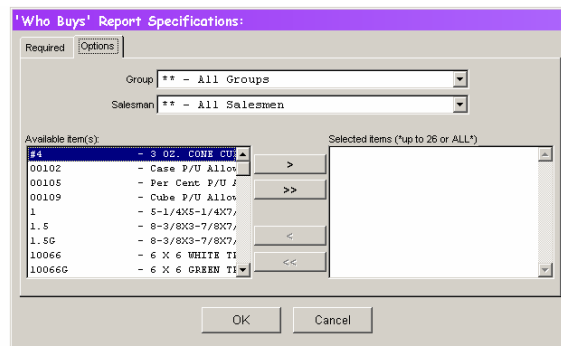 'Who Buys' Report Specifications:
Required Options
Group ** - All Groups
Salesman ** - All Salesmen
Available item(s): Selected items (*up to 26 or ALL*)
#4 - 3 OZ. CONE CU
00102 - Case P/U Allow
00105 - Per Cent P/U A
00109 - Cube P/U Allow
1 - 5-1/4X5-1/4X7/
1.5 - 8-3/8X3-7/8X7/
1.5G - 8-3/8X3-7/8X7/
10066 - 6 X 6 WHITE T
10066G - 6 X 6 GREEN T
>
>>
<
<<
OK Cancel